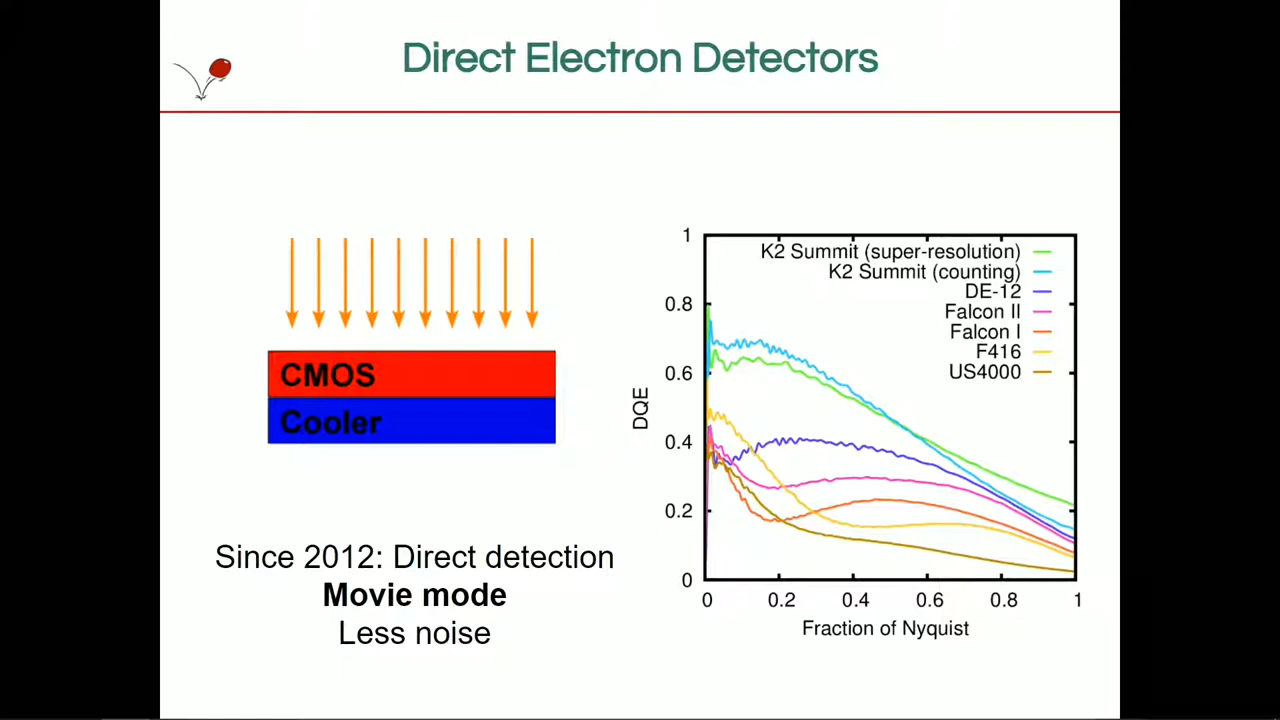 Direct Electron Detectors
CMOS
Cooler
Since 2012: Direct detection
Movie mode
Less noise
K2 Summit (super-resolution)
K2 Summit (counting)
DE-12
Falcon II
Falcon I
F416
US4000
DQE
1
0.8
0.6
0.4
0.2
0
0 0.2 0.4 0.6 0.8 1
Fraction of Nyquist